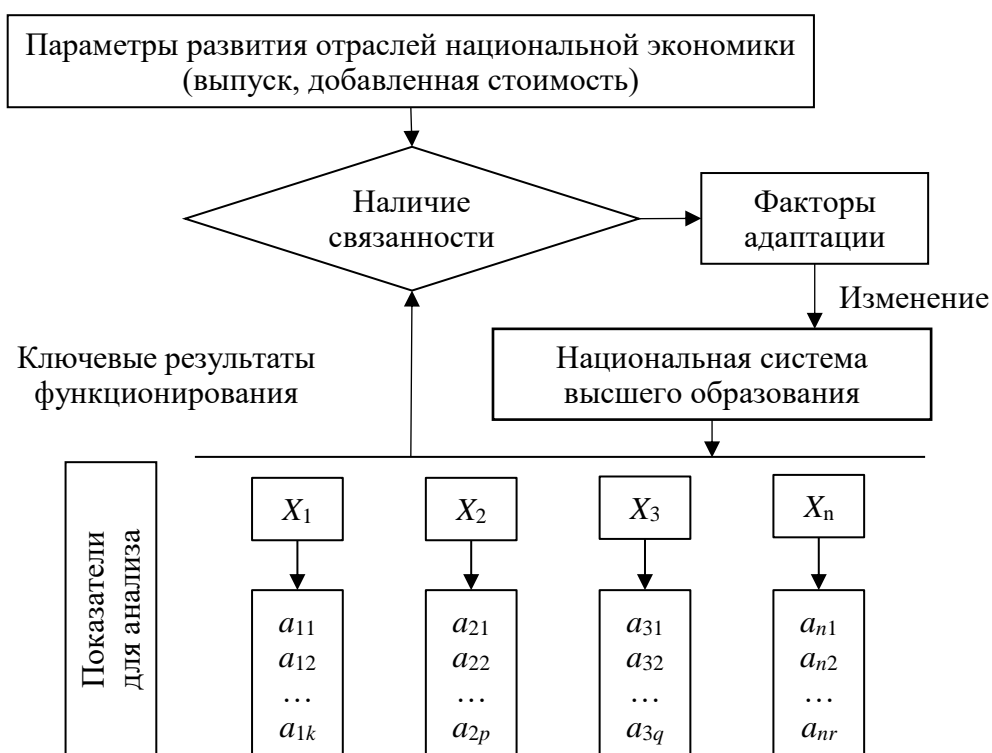 Параметры развития отраслей национальной экономики
(выпуск, добавленная стоимость)
Наличие
связанности
Факторы
адаптации
Изменение
Ключевые результаты
функционирования
Национальная система
высшего образования
Показатели
для анализа
X1
X2
X3
Xn
a11
a12
…
a1k
a21
a22
…
a2p
a31
a32
…
a3q
an1
an2
…
anr